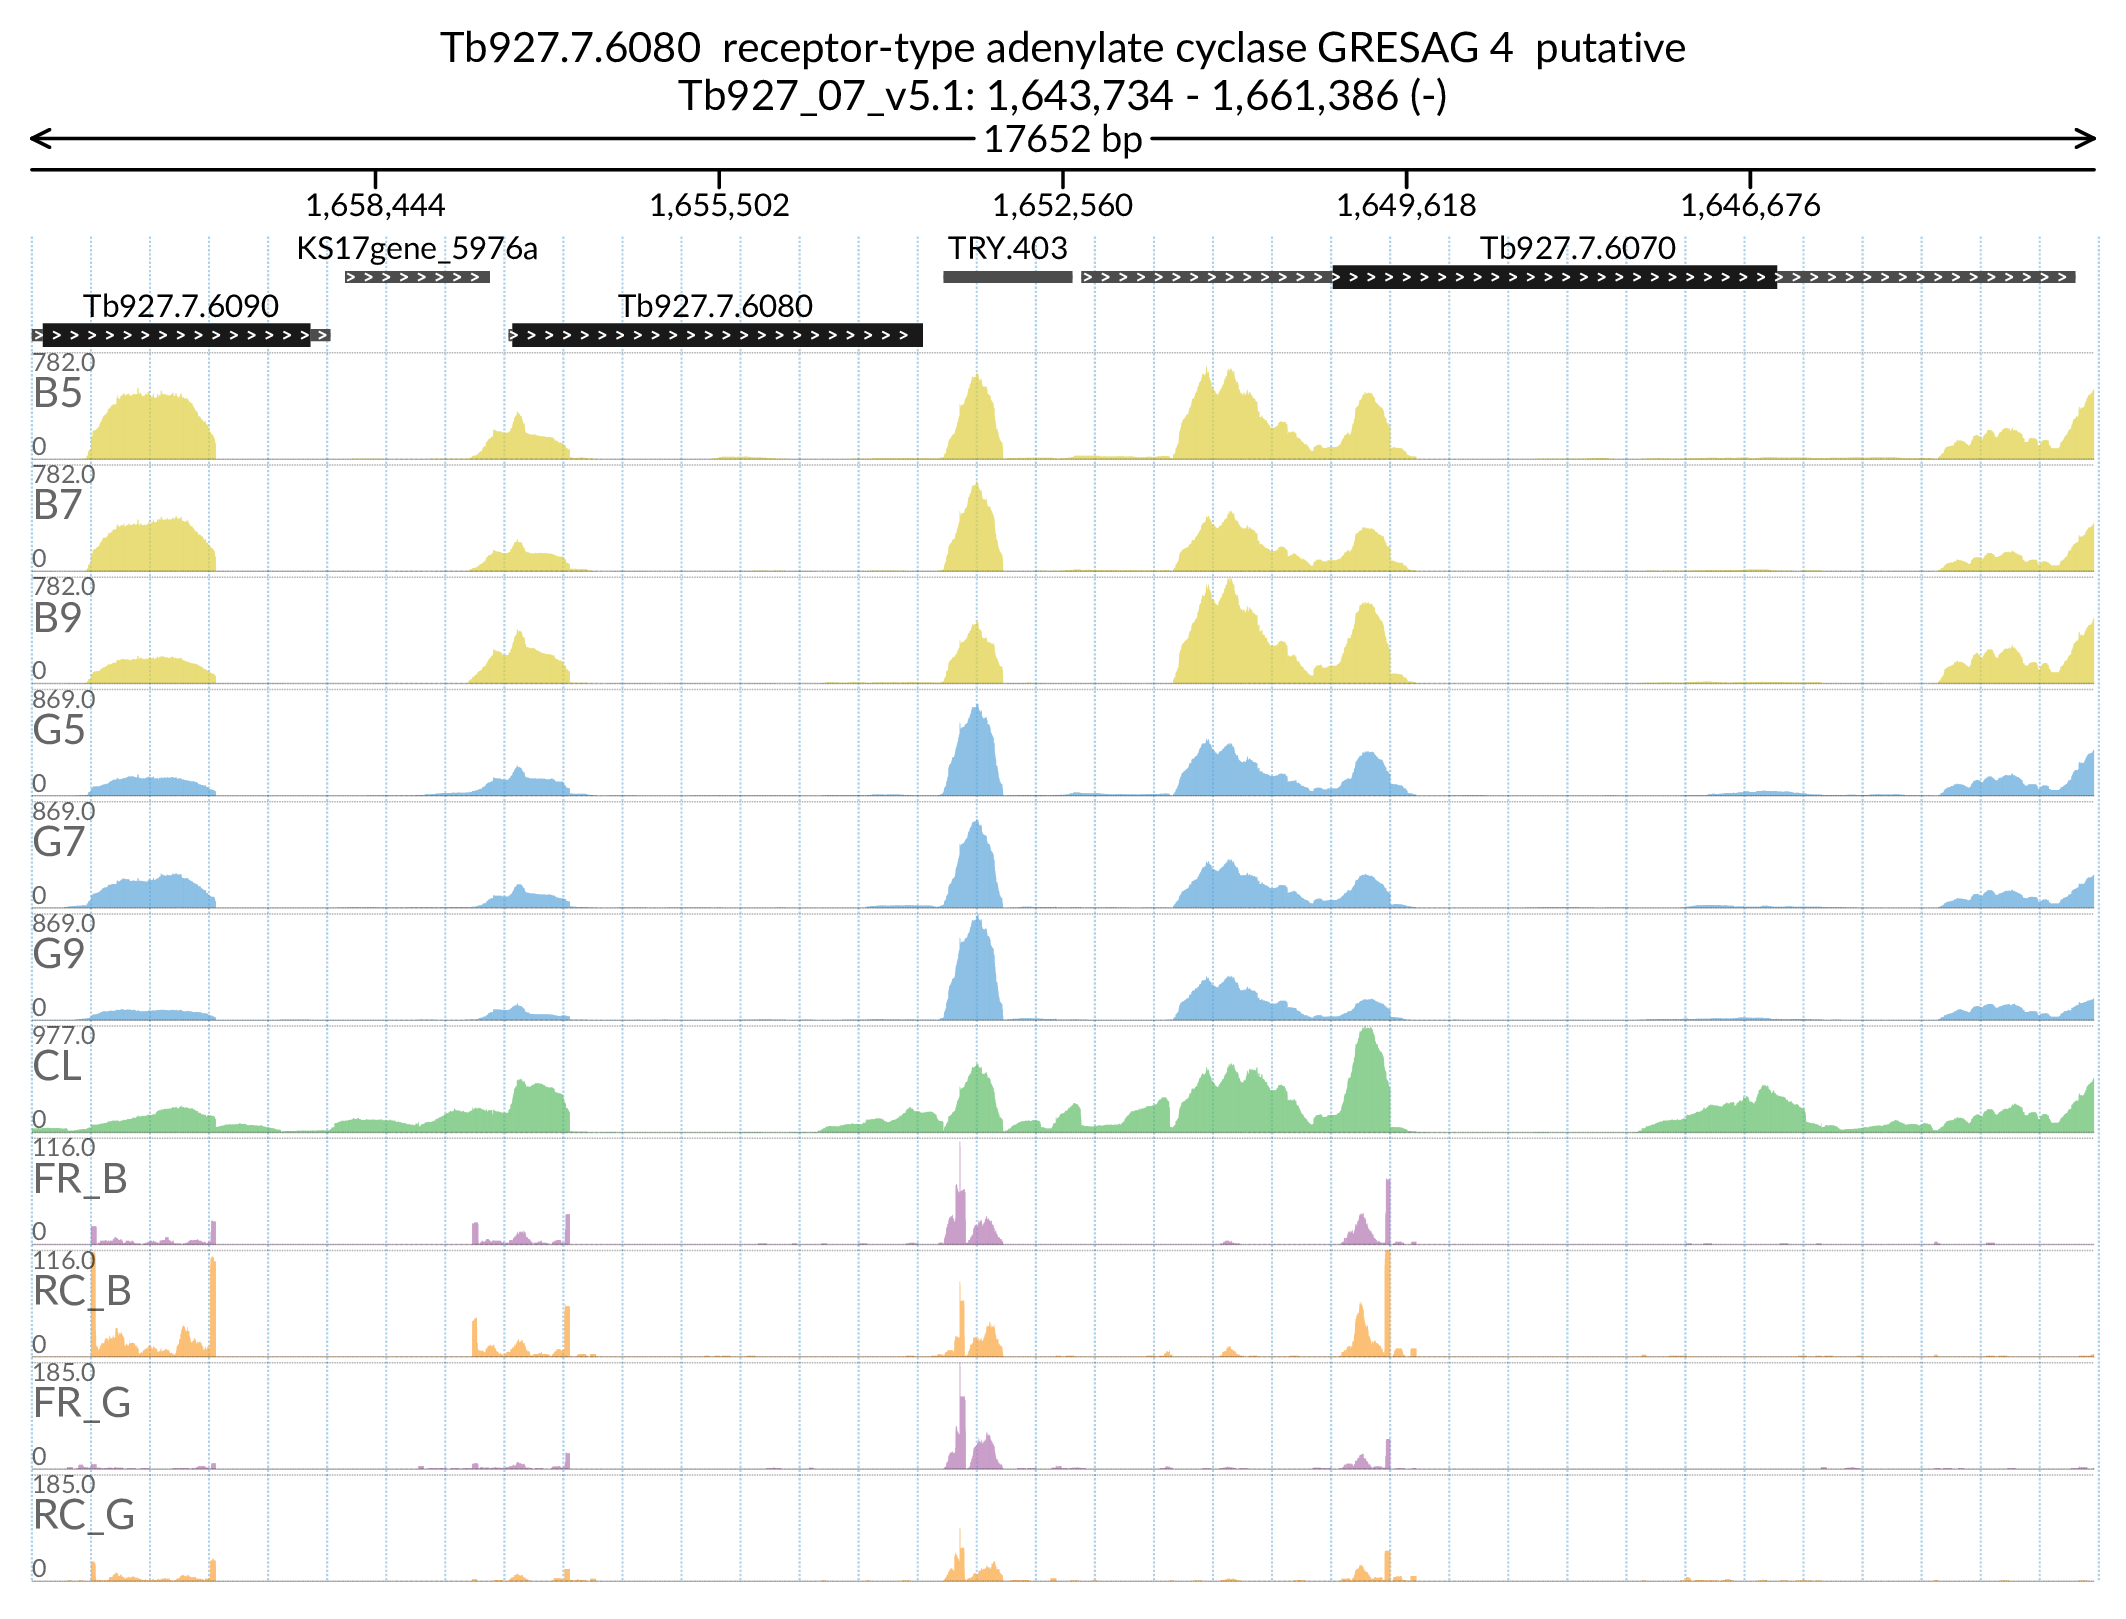 Tb927.7.6080  receptor-type adenylate cyclase GRESAG 4  putative
Tb927_07_v5.1: 1,643,734 - 1,661,386 (-)
17652 bp
1,658,444 1,655,502 1,652,560 1,649,618 1,646,676
KS17gene_5976a TRY.403 Tb927.7.6070
Tb927.7.6090 Tb927.7.6080
782.0
B5
0
782.0
B7
0
782.0
B9
0
869.0
G5
0
869.0
G7
0
869.0
G9
0
977.0
CL
0
116.0
FR_B
0
116.0
RC_B
0
185.0
FR_G
0
185.0
RC_G
0